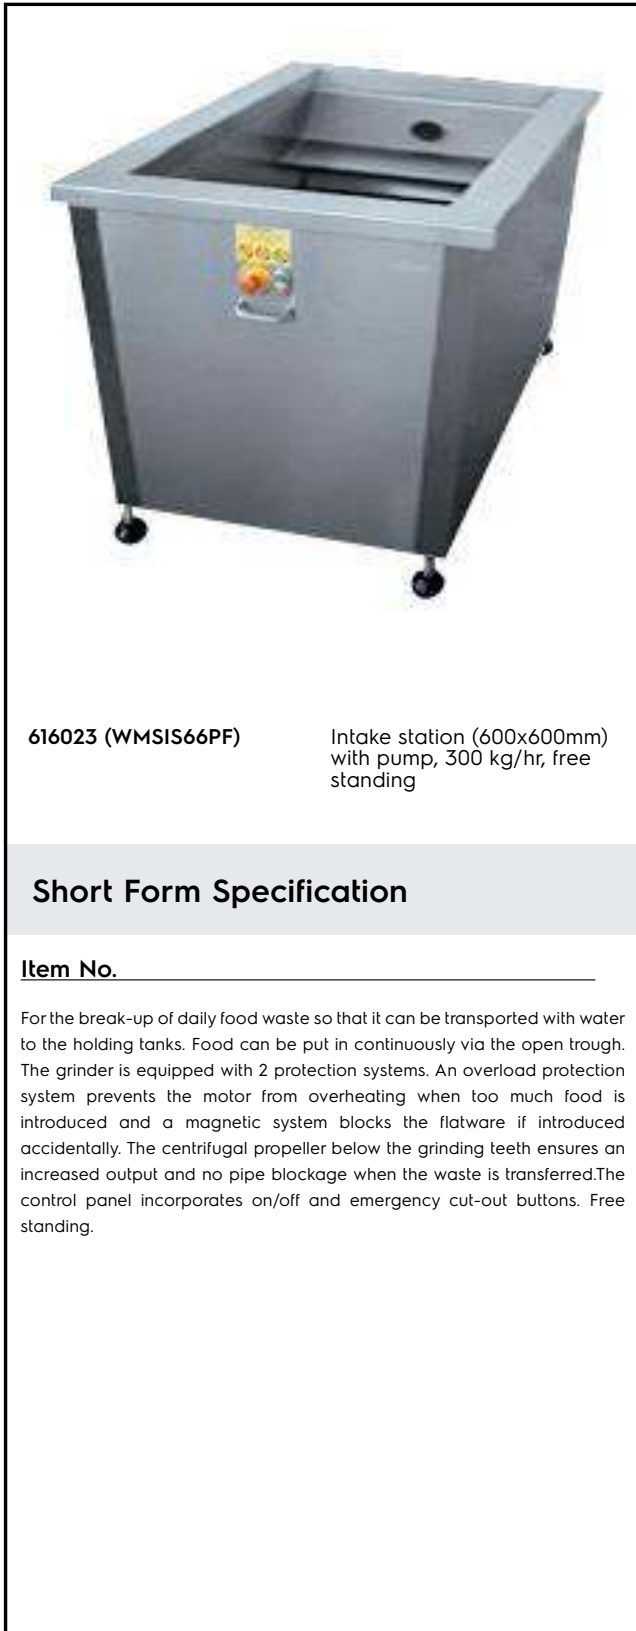 616023 (WMSIS66PF)
Intake station (600x600mm)
with pump, 300 kg/hr, free
standing
Short Form Specification
Item No.
For the break-up of daily food waste so that it can be transported with water
to the holding tanks. Food can be put in continuously via the open trough.
The grinder is equipped with 2 protection systems. An overload protection
system prevents the motor from overheating when too much food is
introduced and a magnetic system blocks the flatware if introduced
accidentally. The centrifugal propeller below the grinding teeth ensures an
increased output and no pipe blockage when the waste is transferred.The
control panel incorporates on/off and emergency cut-out buttons. Free
standing.